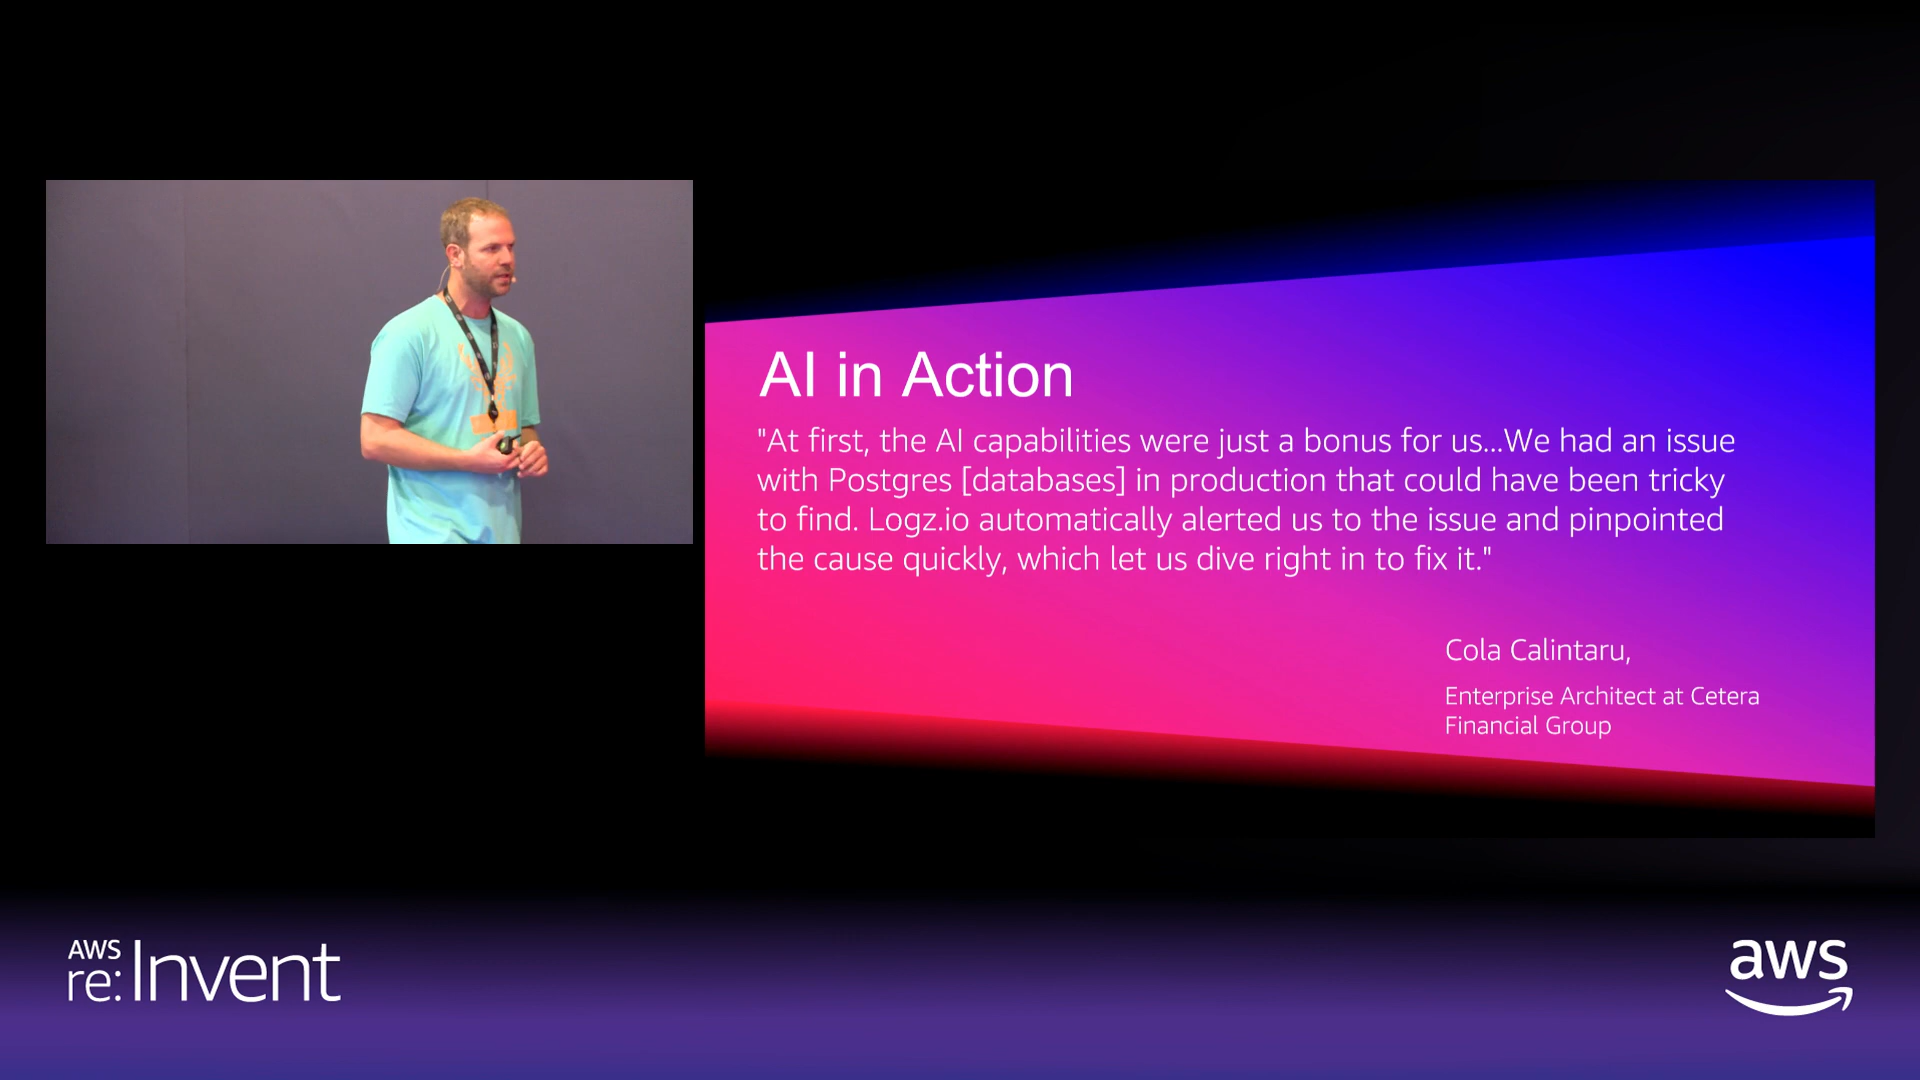 AI in Action
"At first, the AI capabilities were just a bonus for us...We had an issue
with Postgres [databases] in production that could have been tricky
to find. Logz.io automatically alerted us to the issue and pinpointed
the cause quickly, which let us dive right in to fix it."
Cola Calintaru,
Enterprise Architect at Cetera
Financial Group
AWS
re:Invent
aws